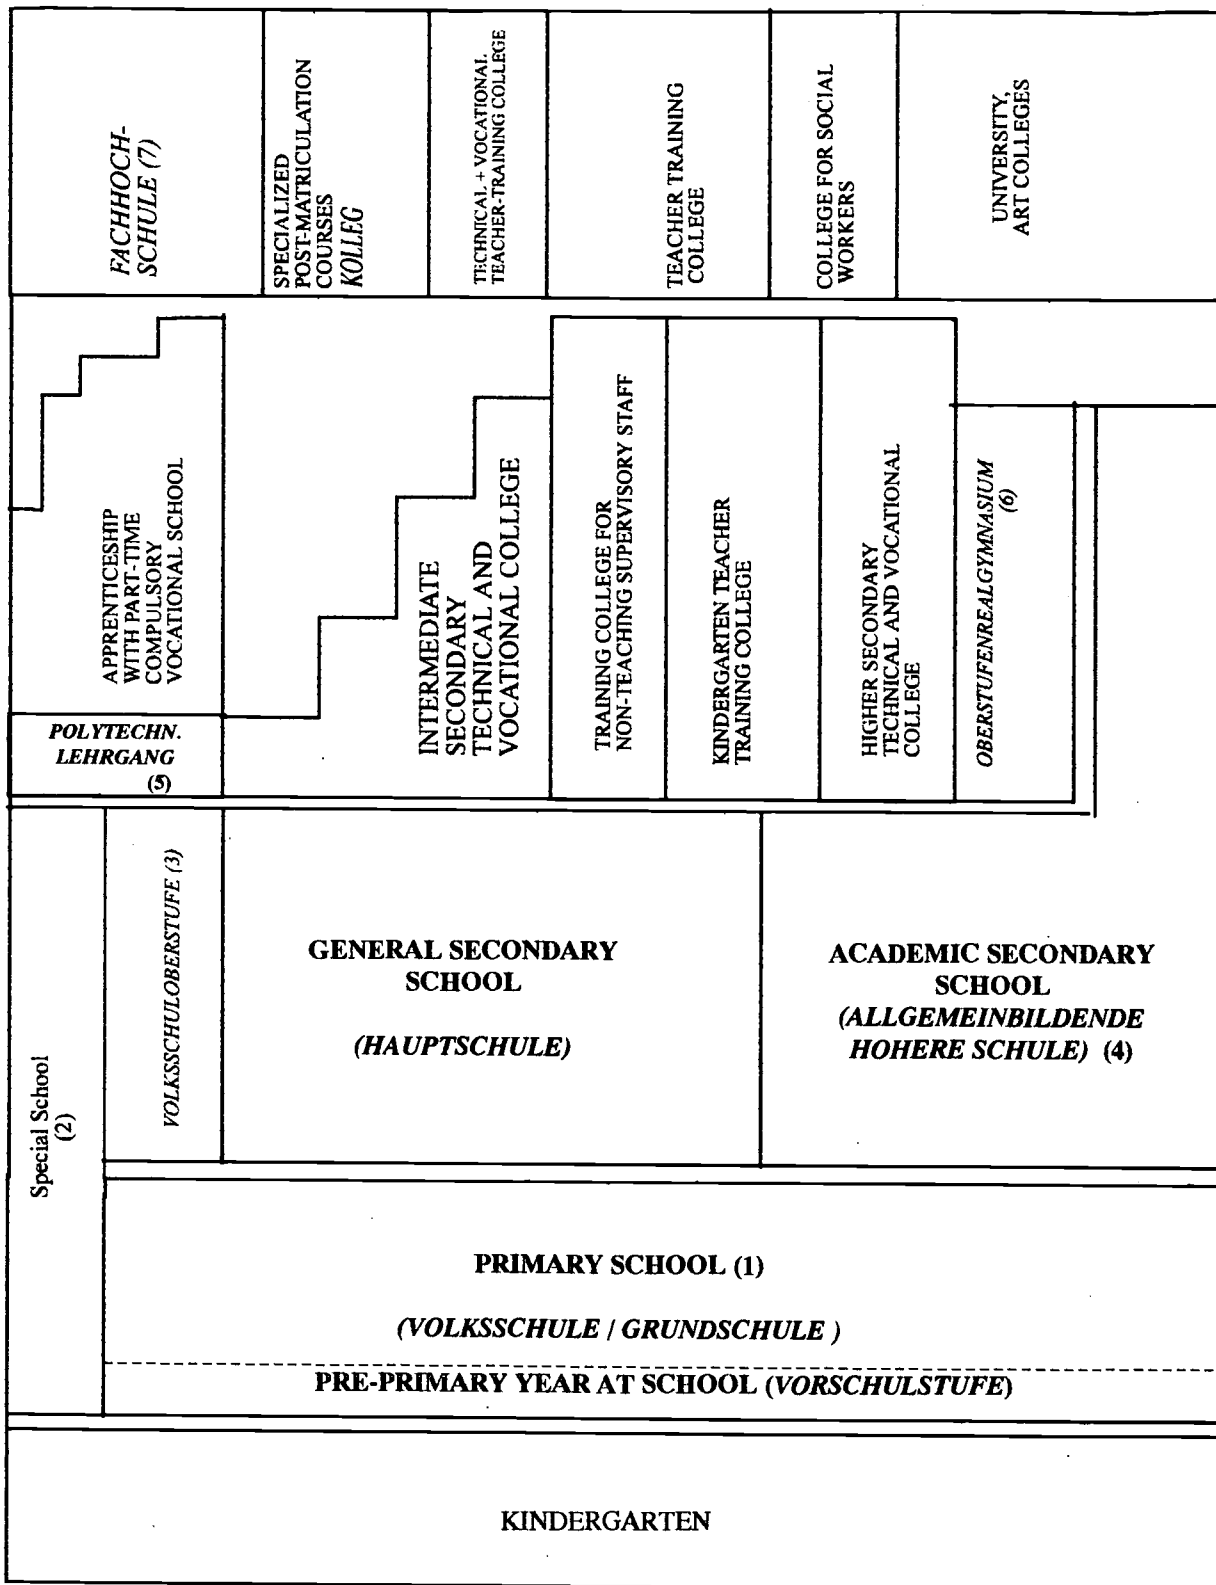 FACHHOCH-
SCHULE (7)
SPECIALIZED
POST-MATRICULATION
COURSES
KOLLEG
TECHNICAL + VOCATIONAL
TEACHER-TRAINING COLLEGE
TEACHER TRAINING
COLLEGE
COLLEGE FOR SOCIAL
WORKERS
UNIVERSITY,
ART COLLEGES
APPRENTICESHIP
WITH PART-TIME
COMPULSORY
VOCATIONAL SCHOOL
INTERMEDIATE
SECONDARY
TECHNICAL AND
VOCATIONAL COLLEGE
TRAINING COLLEGE FOR
NON-TEACHING SUPERVISORY STAFF
KINDERGARTEN TEACHER
TRAINING COLLEGE
HIGHER SECONDARY
TECHNICAL AND VOCATIONAL
COLLEGE
OBERSTUFENREALGYMNASIUM
(6)
POLYTECHN.
LEHRGANG
(5)
Special School
(2)
VOLKSSCHULOBERSTUFE (3)
GENERAL SECONDARY
SCHOOL
(HAUPTSCHULE)
ACADEMIC SECONDARY
SCHOOL
(ALLGEMEINBILDENDE
HOHERE SCHULE) (4)
PRIMARY SCHOOL (1)
(VOLKSSCHULE / GRUNDSCHULE )
PRE-PRIMARY YEAR AT SCHOOL (VORSCHULSTUFE)
KINDERGARTEN